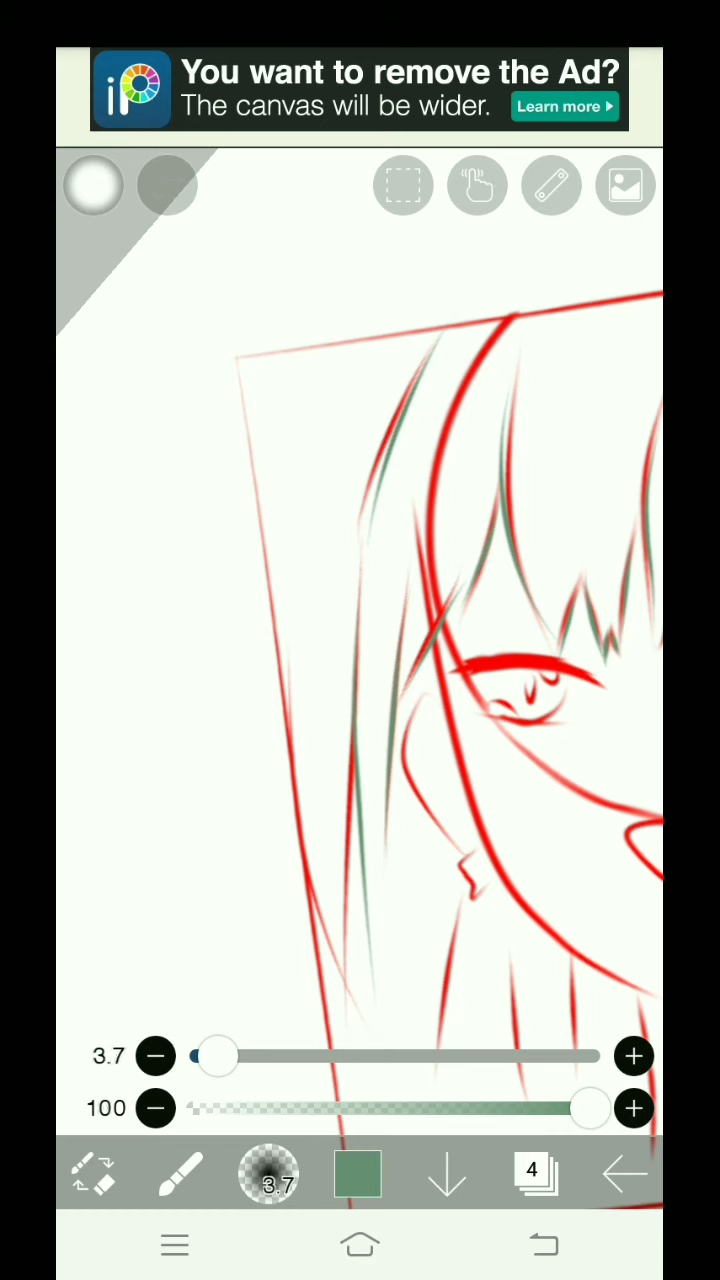 iP
You want to remove the Ad?
The canvas will be wider.
Learn more
3.7
100
3.7
4